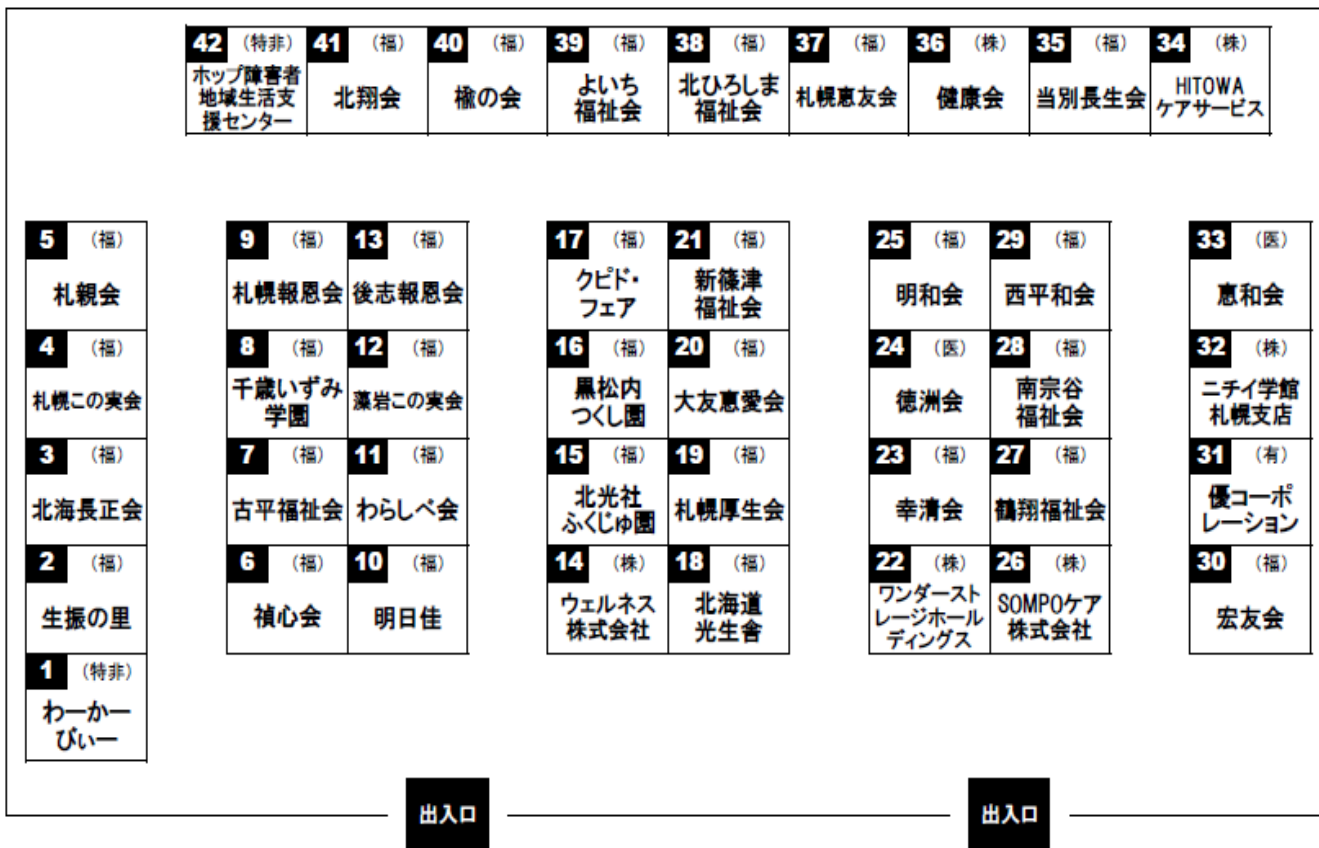 42 (特非)
ホップ障害者
地域生活支
援センター
41 (福)
北翔会
40 (福)
楡の会
39 (福)
よいち
福祉会
38 (福)
北ひろしま
福祉会
37 (福)
札幌恵友会
36 (株)
健康会
35 (福)
当別長生会
34 (株)
HITOWA
ケアサービス
5 (福)
札親会
4 (福)
札幌この実会
3 (福)
北海長正会
2 (福)
生振の里
1 (特非)
わーかー
びぃー
9 (福)
札幌報恩会
13 (福)
後志報恩会
8 (福)
千歳いずみ
学園
12 (福)
藻岩この実会
7 (福)
古平福祉会
11 (福)
わらしべ会
6 (福)
禎心会
10 (福)
明日佳
17 (福)
クピド・
フェア
21 (福)
新篠津
福祉会
16 (福)
黒松内
つくし園
20 (福)
大友恵愛会
15 (福)
北光社
ふくじゅ園
19 (福)
札幌厚生会
14 (株)
ウェルネス
株式会社
18 (福)
北海道
光生舎
25 (福)
明和会
29 (福)
西平和会
24 (医)
徳洲会
28 (福)
南宗谷
福祉会
23 (福)
幸清会
27 (福)
鶴翔福祉会
22 (株)
ワンダースト
レージホール
ディングス
26 (株)
SOMPOケア
株式会社
33 (医)
恵和会
32 (株)
ニチイ学館
札幌支店
31 (有)
優コーポ
レーション
30 (福)
宏友会
出入口
出入口